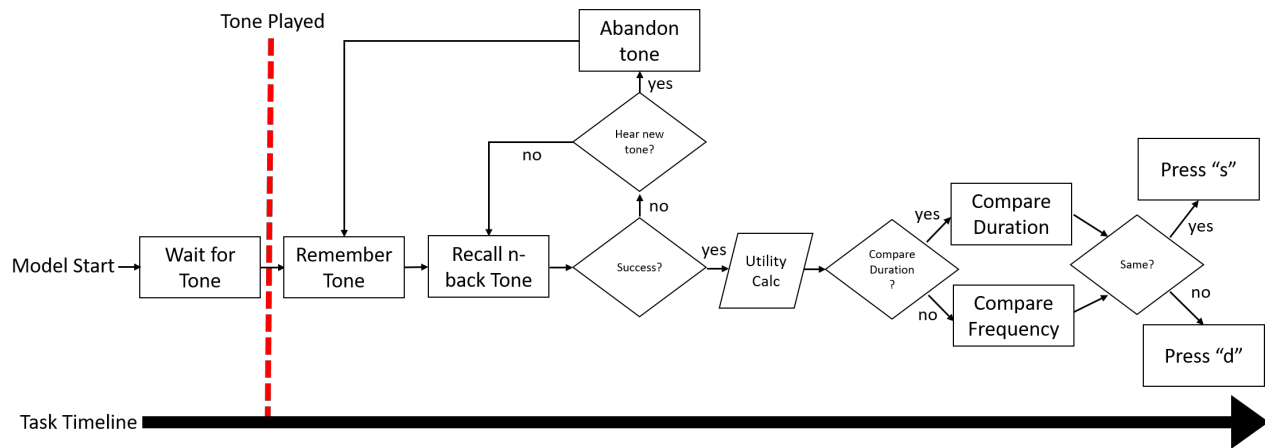 Tone Played
Abandon
tone
yes
Hear new
tone?
no
no
Model Start
Wait for
Tone
Remember
Tone
Recall n-
back Tone
Success?
yes
Utility
Calc
Compare
Duration
?
yes
no
Compare
Duration
Compare
Frequency
Same?
yes
no
Press “s”
Press “d”
Task Timeline